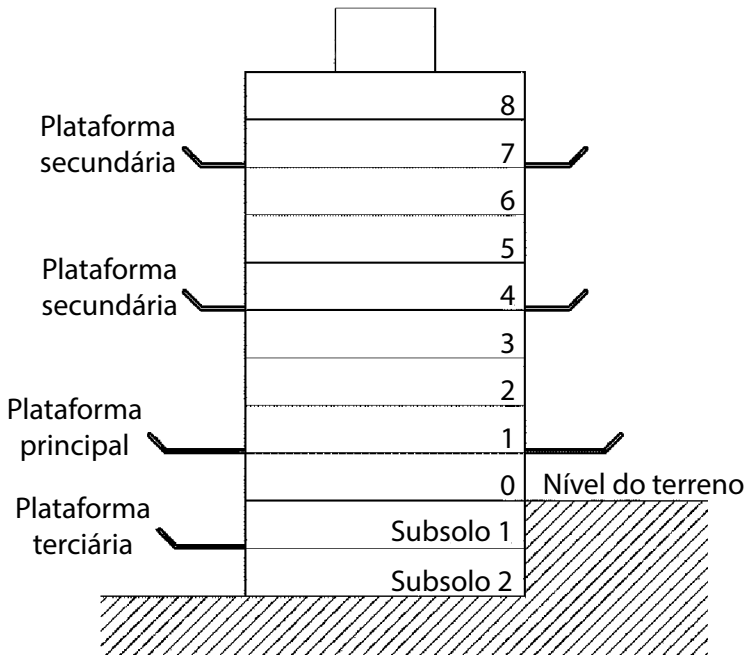 8
Plataforma
secundária
7
6
5
Plataforma
secundária
4
3
2
Plataforma
principal
1
0
Nível do terreno
Plataforma
terciária
Subsolo 1
Subsolo 2